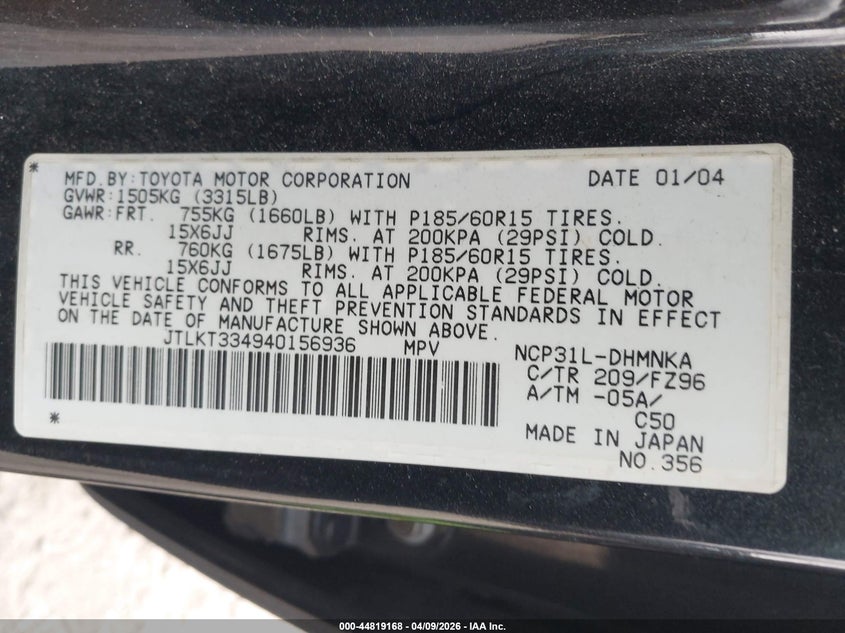 * MFD. BY: TOYOTA MOTOR CORPORATION DATE 01/04
GVWR: 1505KG (3315LB)
GAWR: FRT. 755KG (1660LB) WITH P185/60R15 TIRES.
15X6JJ RIMS. AT 200KPA (29PSI) COLD.
RR. 760KG (1675LB) WITH P185/60R15 TIRES.
15X6JJ RIMS. AT 200KPA (29PSI) COLD.
THIS VEHICLE CONFORMS TO ALL APPLICABLE FEDERAL MOTOR
VEHICLE SAFETY AND THEFT PREVENTION STANDARDS IN EFFECT
ON THE DATE OF MANUFACTURE SHOWN ABOVE.
JTLKT334940156936 MPV NCP31L-DHMNKA
C/TR 209/FZ96
A/TM -05A/
* C50
MADE IN JAPAN
NO. 356
000-44819168 - 04/09/2026 - IAA Inc.